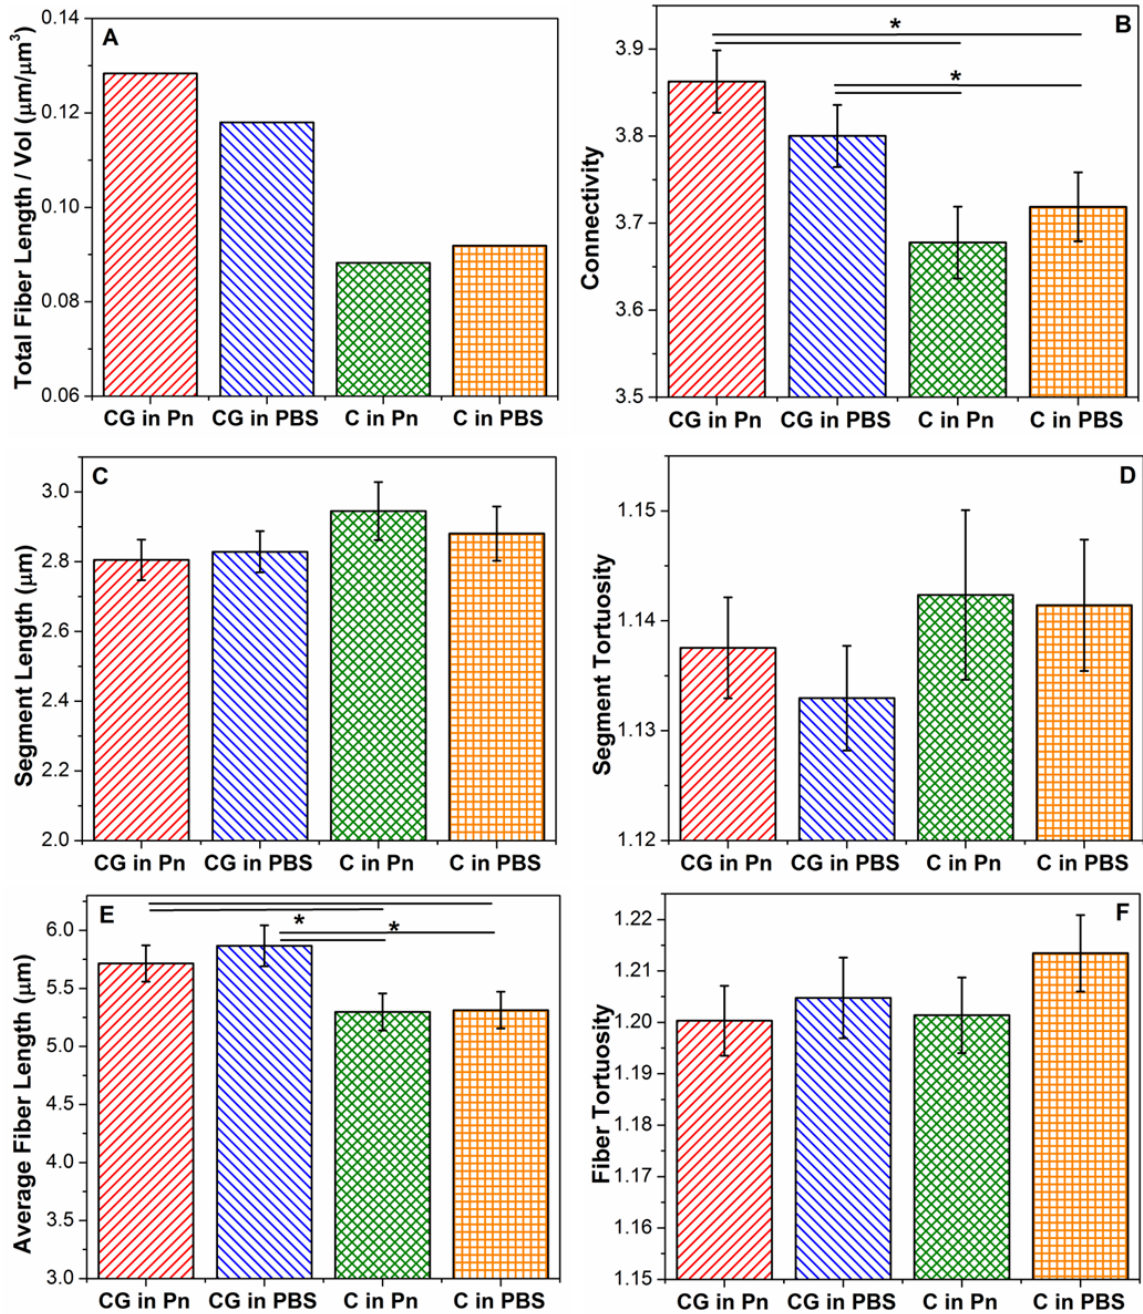 A
Total Fiber Length / Vol (μm/μm³)
0.14
0.12
0.10
0.08
0.06
CG in Pn CG in PBS C in Pn C in PBS
B
Connectivity
3.9
3.8
3.7
3.6
3.5
*
*
CG in Pn CG in PBS C in Pn C in PBS
C
Segment Length (μm)
3.0
2.8
2.6
2.4
2.2
2.0
CG in Pn CG in PBS C in Pn C in PBS
D
Segment Tortuosity
1.15
1.14
1.13
1.12
CG in Pn CG in PBS C in Pn C in PBS
E
Average Fiber Length (μm)
6.0
5.5
5.0
4.5
4.0
3.5
3.0
*
*
CG in Pn CG in PBS C in Pn C in PBS
F
Fiber Tortuosity
1.22
1.21
1.20
1.19
1.18
1.17
1.16
1.15
CG in Pn CG in PBS C in Pn C in PBS